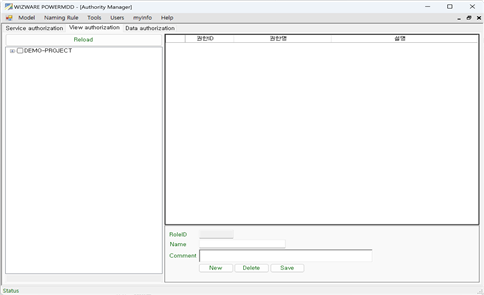 WIZWARE POWERMDD - [Authority Manager]
Model Naming Rule Tools Users myInfo Help
Service authorization View authorization Data authorization
Reload
DEMO-PROJECT
권한ID 권한명 설명
RoleID
Name
Comment
New Delete Save
Status